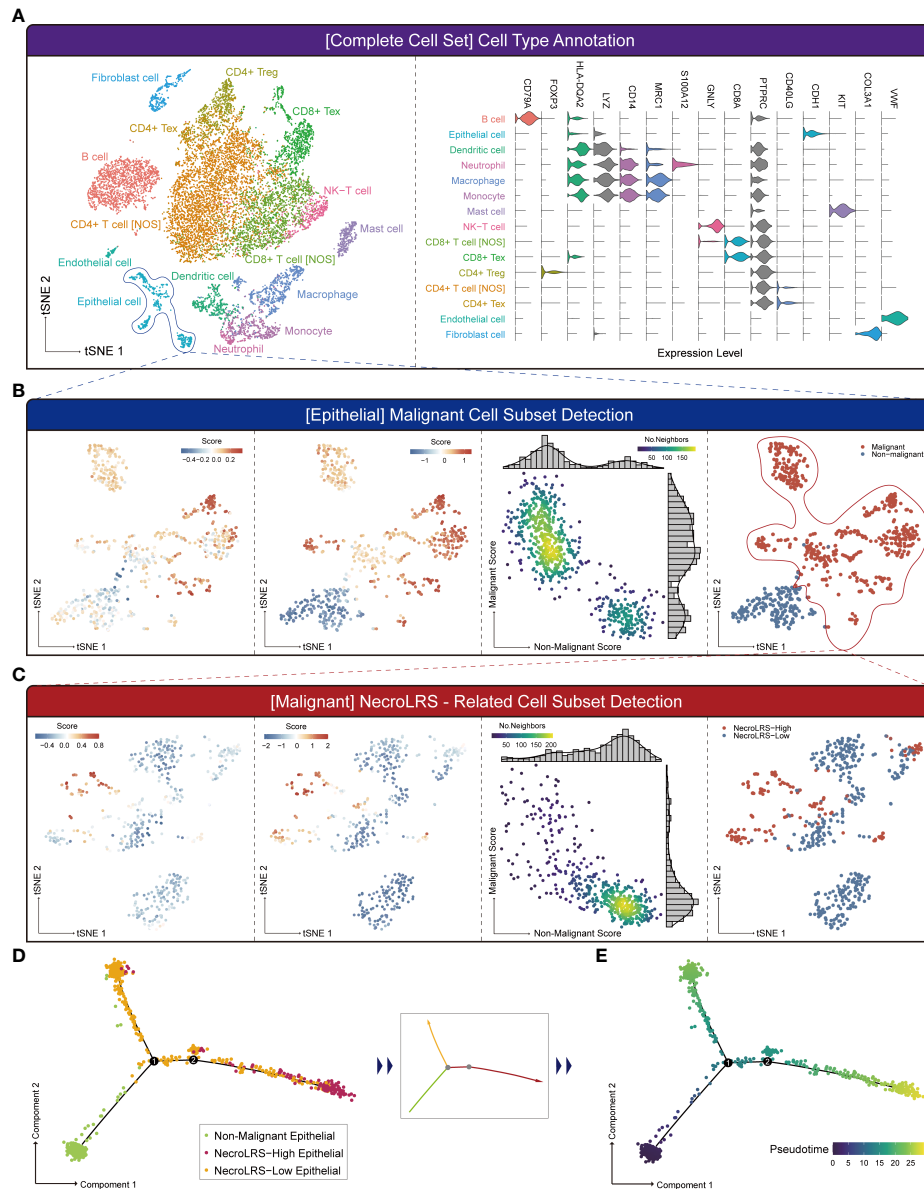 A
[Complete Cell Set] Cell Type Annotation
Fibroblast cell
CD4+ Treg
CD8+ Tex
CD4+ Tex
B cell
NK−T cell
CD4+ T cell [NOS]
Mast cell
Endothelial cell
CD8+ T cell [NOS]
Dendritic cell
Epithelial cell
Macrophage
Monocyte
Neutrophil
tSNE 2
tSNE 1
CD79A
FOXP3
HLA-DQA2
LYZ
CD14
MRC1
S100A12
GNLY
CD8A
PTPRC
CD40LG
CDH1
KIT
COL3A1
VWF
B cell
Epithelial cell
Dendritic cell
Neutrophil
Macrophage
Monocyte
Mast cell
NK−T cell
CD8+ T cell [NOS]
CD8+ Tex
CD4+ Treg
CD4+ T cell [NOS]
CD4+ Tex
Endothelial cell
Fibroblast cell
Expression Level
B
[Epithelial] Malignant Cell Subset Detection
Score
−0.4−0.2 0.0 0.2
tSNE 2
tSNE 1
Score
−1 0 1
tSNE 2
tSNE 1
No.Neighbors
50 100 150
Malignant Score
Non-Malignant Score
Malignant
Non−malignant
tSNE 2
tSNE 1
C
[Malignant] NecroLRS - Related Cell Subset Detection
Score
−0.4 0.0 0.4 0.8
tSNE 2
tSNE 1
Score
−2 −1 0 1 2
tSNE 2
tSNE 1
No.Neighbors
50 100 150 200
Malignant Score
Non-Malignant Score
NecroLRS−High
NecroLRS−Low
tSNE 2
tSNE 1
D
1
2
Compoment 2
Compoment 1
Non−Malignant Epithelial
NecroLRS−High Epithelial
NecroLRS−Low Epithelial
E
1
2
Compoment 2
Compoment 1
Pseudotime
0 5 10 15 20 25 30